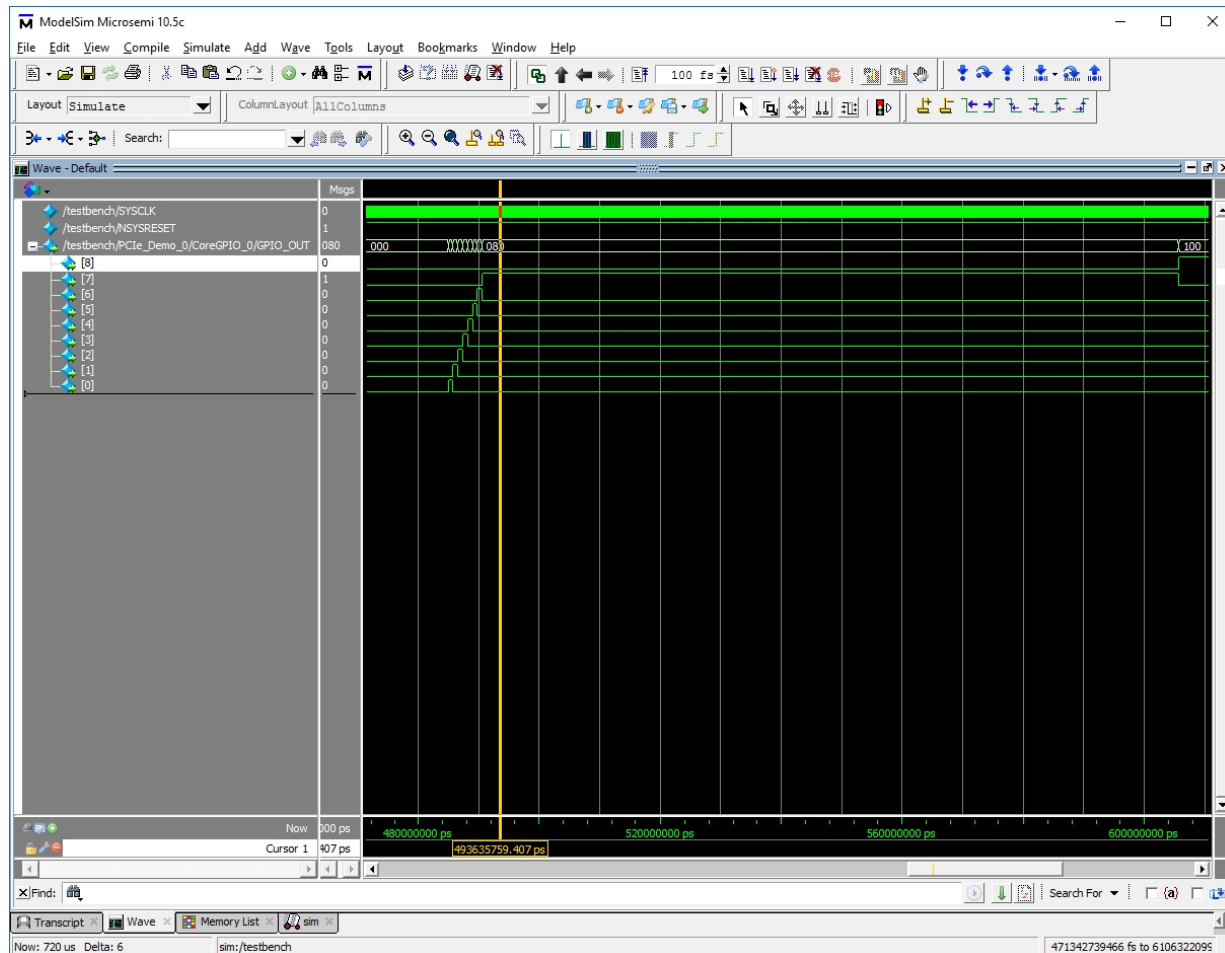 ModelSim Microsemi 10.5c
File Edit View Compile Simulate Add Wave Tools Layout Bookmarks Window Help
100 fs
Layout Simulate ColumnLayout AllColumns
Search:
Wave - Default
Msgs
/testbench/SYSCLK 0
/testbench/NSYSRESET 1
/testbench/PCIe_Demo_0/CoreGPIO_0/GPIO_OUT 080 000 080 100
[8] 0
[7] 1
[6] 0
[5] 0
[4] 0
[3] 0
[2] 0
[1] 0
[0] 0
Now 000 ps 480000000 ps 520000000 ps 560000000 ps 600000000 ps
Cursor 1 407 ps 493635759.407 ps
Find: Search For {a}
Transcript Wave Memory List sim
Now: 720 us Delta: 6 sim:/testbench 471342739466 fs to 6106322099